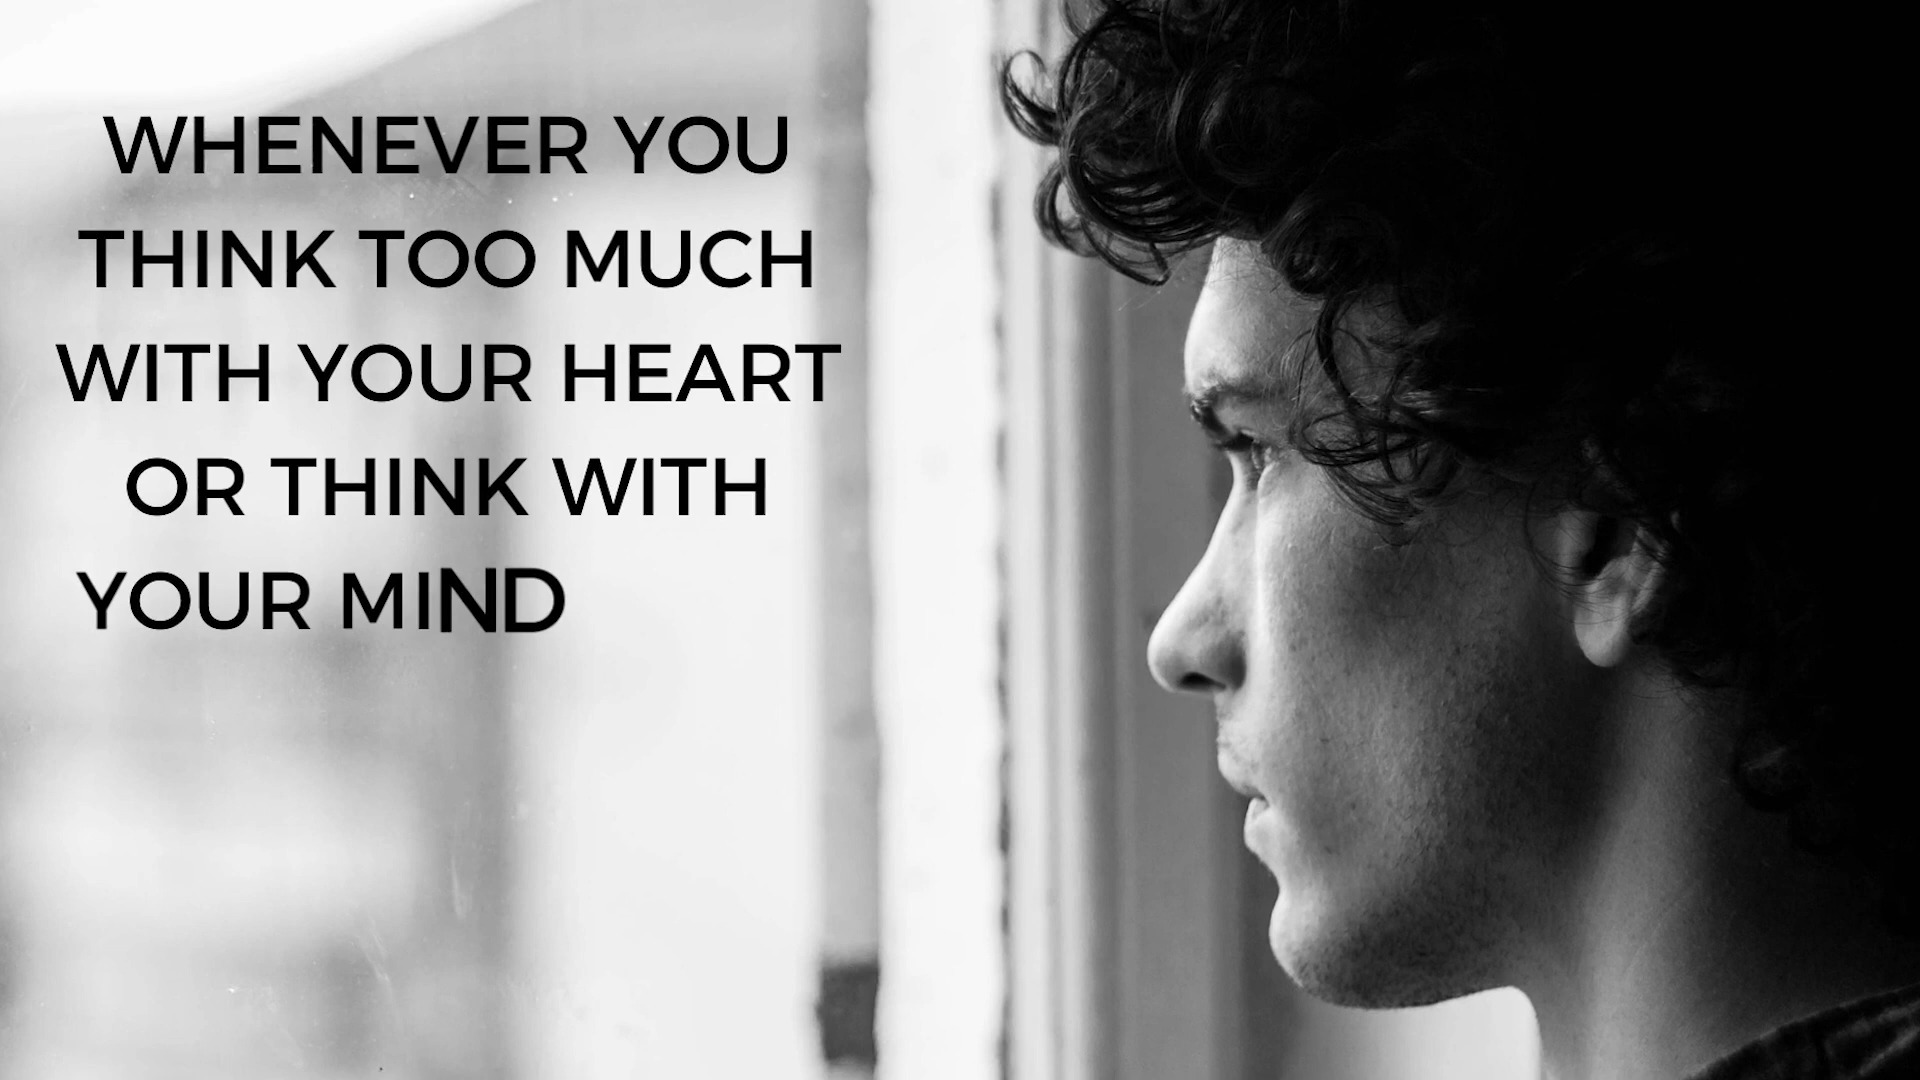 WHENEVER YOU
THINK TOO MUCH
WITH YOUR HEART
OR THINK WITH
YOUR MIND